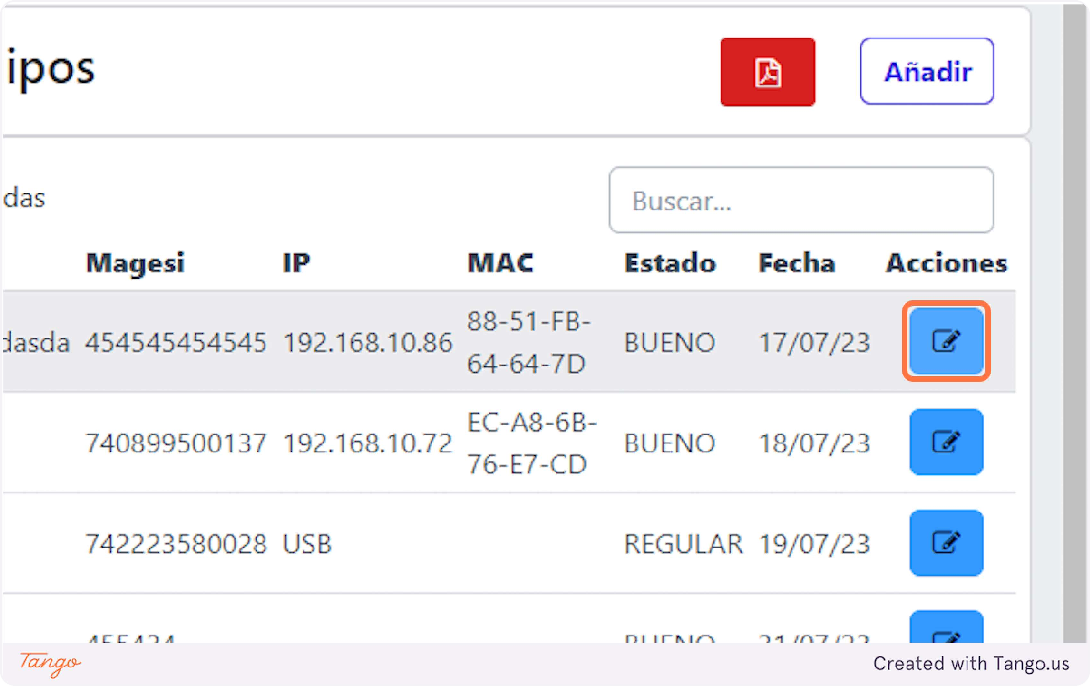 ipos
Añadir
das
Buscar...
Magesi IP MAC Estado Fecha Acciones
dasda 454545454545 192.168.10.86 88-51-FB-
64-64-7D BUENO 17/07/23
740899500137 192.168.10.72 EC-A8-6B-
76-E7-CD BUENO 18/07/23
742223580028 USB REGULAR 19/07/23
BUENO
Tango
Created with Tango.us